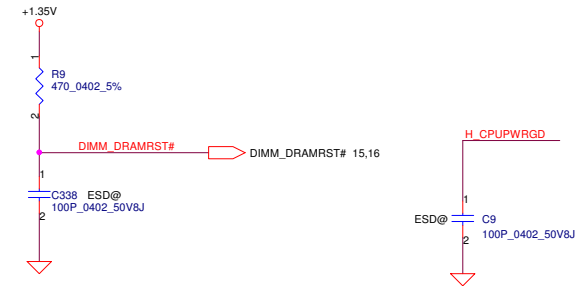 +1.35V
1
R9
470_0402_5%
2
DIMM_DRAMRST#
DIMM_DRAMRST# 15,16
1
C338 ESD@
100P_0402_50V8J
2
H_CPUPWRGD
1
ESD@ C9
100P_0402_50V8J
2